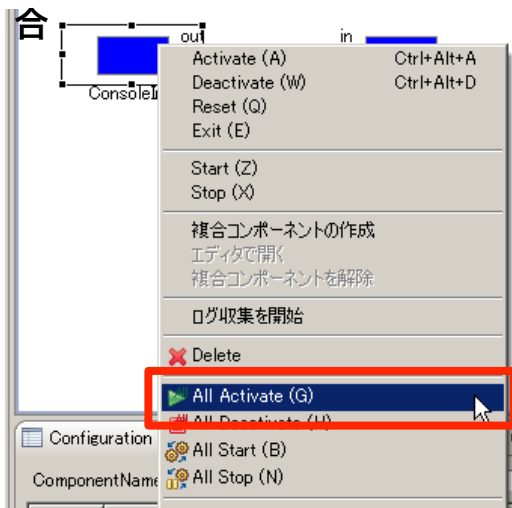 合
out
in
ConsoleI
Activate (A) Ctrl+Alt+A
Deactivate (W) Ctrl+Alt+D
Reset (Q)
Exit (E)
Start (Z)
Stop (X)
複合コンポーネントの作成
エディタで開く
複合コンポーネントを解除
ログ収集を開始
Delete
All Activate (G)
All Deactivate (H)
All Start (B)
All Stop (N)
Configuration
ComponentName